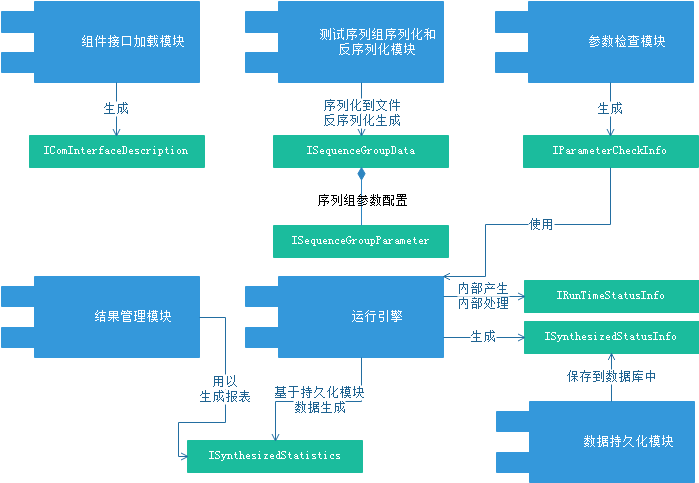 组件接口加载模块
测试序列组序列化和
反序列化模块
参数检查模块
生成
序列化到文件
反序列化生成
生成
IComInterfaceDescription
ISequenceGroupData
IParameterCheckInfo
序列组参数配置
使用
ISequenceGroupParameter
结果管理模块
运行引擎
内部产生
内部处理
IRunTimeStatusInfo
生成
ISynthesizedStatusInfo
用以
生成报表
基于持久化模块
数据生成
保存到数据库中
ISynthesizedStatistics
数据持久化模块